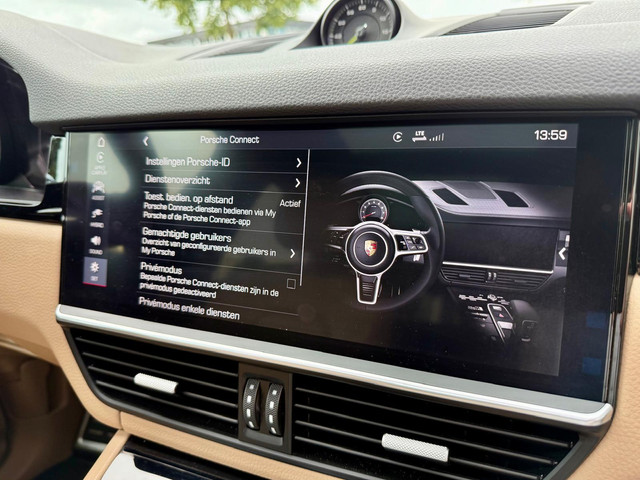 Porsche Connect
LTE
13:59
Instellingen Porsche-ID
Dienstenoverzicht
Toest. bedien. op afstand
Actief
Porsche Connect-diensten bedienen via My
Porsche of de Porsche Connect-app
Gemachtigde gebruikers
Overzicht van geconfigureerde gebruikers in
My Porsche
Privémodus
Bepaalde Porsche Connect-diensten zijn in de
privémodus gedeactiveerd
Privémodus enkele diensten
SET